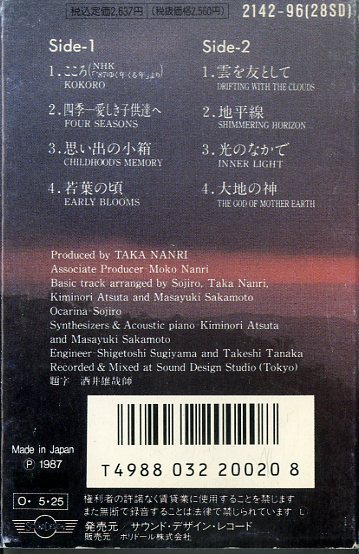 税込定価2,637円 (税抜価格2,560円) 2142-96(28SD)
Side-1
1. こころ(NHK「'87ゆく年・くる年」より)
KOKORO
2. 四季―愛しき子供達へ
FOUR SEASONS
3. 思い出の小箱
CHILDHOOD'S MEMORY
4. 若葉の頃
EARLY BLOOMS
Side-2
1. 雲を友として
DRIFTING WITH THE CLOUDS
2. 地平線
SHIMMERING HORIZON
3. 光のなかで
INNER LIGHT
4. 大地の神
THE GOD OF MOTHER EARTH
Produced by TAKA NANRI
Associate Producer Moko Nanri
Basic track arranged by Sojiro, Taka Nanri,
Kiminori Atsuta and Masayuki Sakamoto
Ocarina Sojiro
Synthesizers & Acoustic piano Kiminori Atsuta
and Masayuki Sakamoto
Engineer Shigetoshi Sugiyama and Takeshi Tanaka
Recorded & Mixed at Sound Design Studio (Tokyo)
題字 酒井雄哉師
Made in Japan
Ⓟ 1987
T4988 032 20020 8
O・5・25
権利者の許諾なく賃貸業に使用することを禁じます
また無断で録音することは法律で禁じられています Ⓛ
発売元/サウンド・デザイン・レコード
販売元/ポリドール株式会社